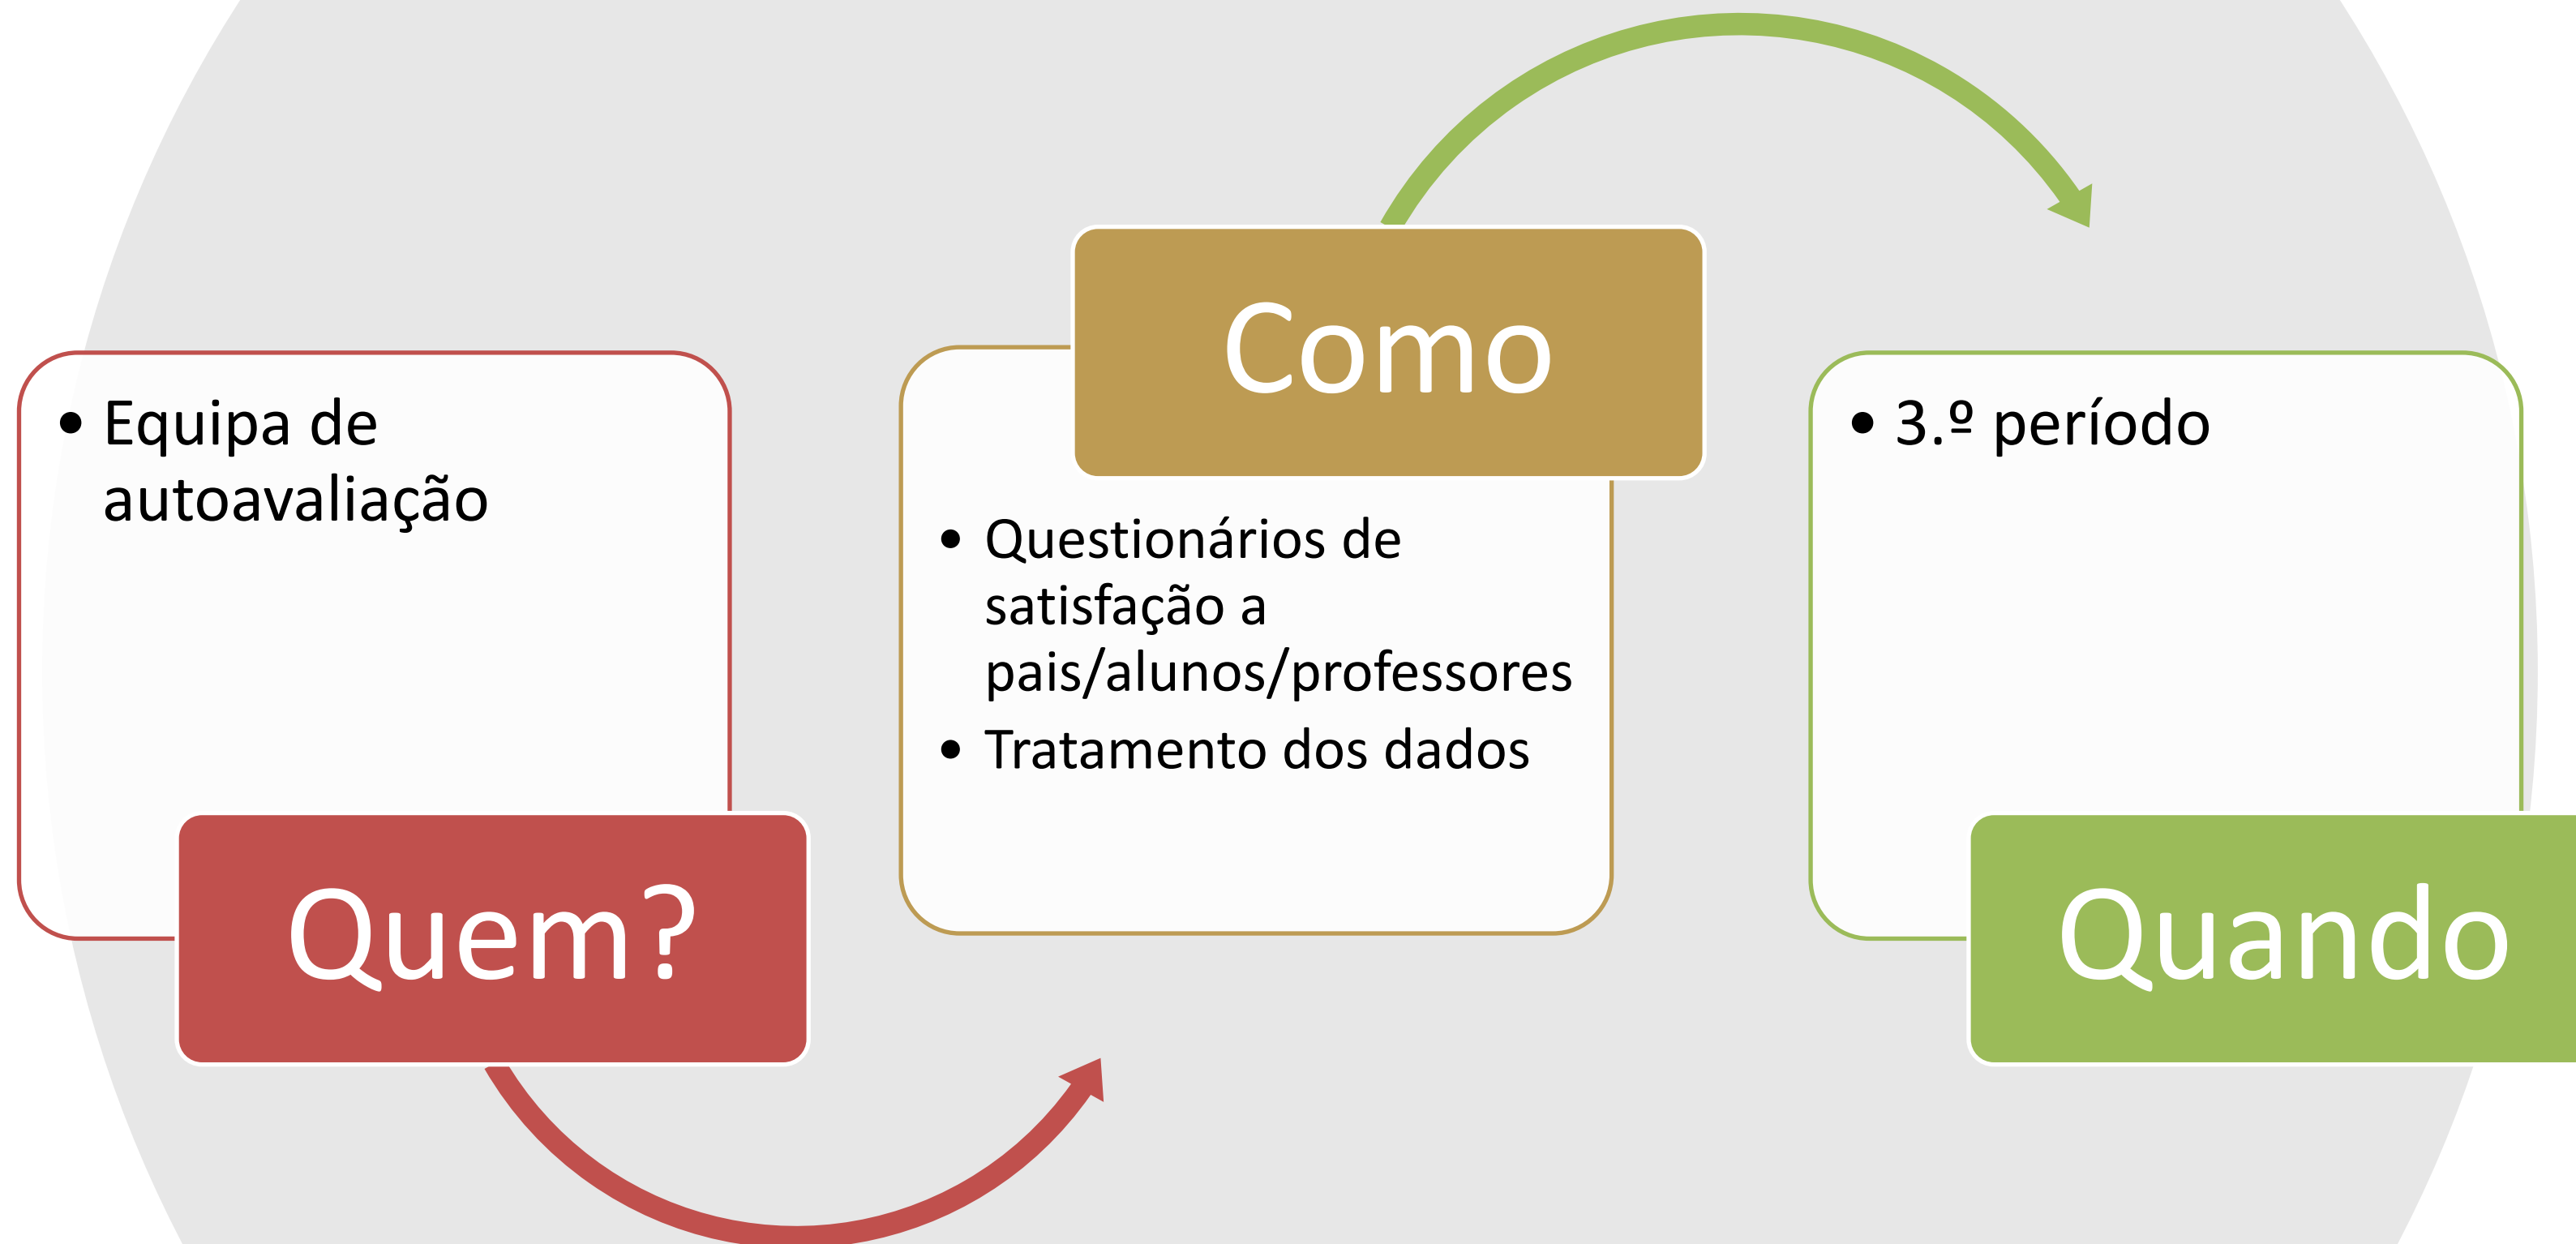 • Equipa de
autoavaliação
Quem?
Como
• Questionários de
satisfação a
pais/alunos/professores
• Tratamento dos dados
• 3.º período
Quando